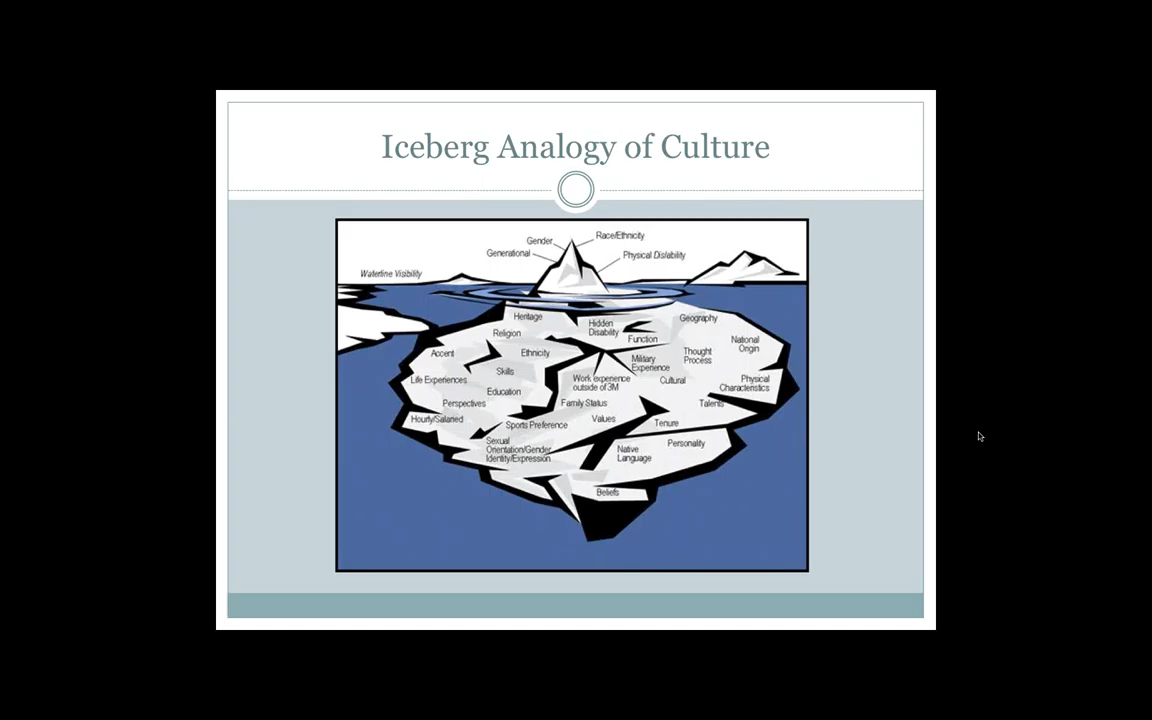 Iceberg Analogy of Culture
Race/Ethnicity
Gender
Generational
Physical Disability
Waterline Visibility
Heritage
Hidden
Disability
Geography
Religion
Function
National
Origin
Accent
Ethnicity
Thought
Process
Military
Experience
Skills
Life Experiences
Work experience
outside of 3M
Cultural
Physical
Characteristics
Education
Perspectives
Family Status
Talents
Hourly/Salaried
Sports Preference
Values
Tenure
Sexual
Orientation/Gender
Identity/Expression
Native
Language
Personality
Beliefs